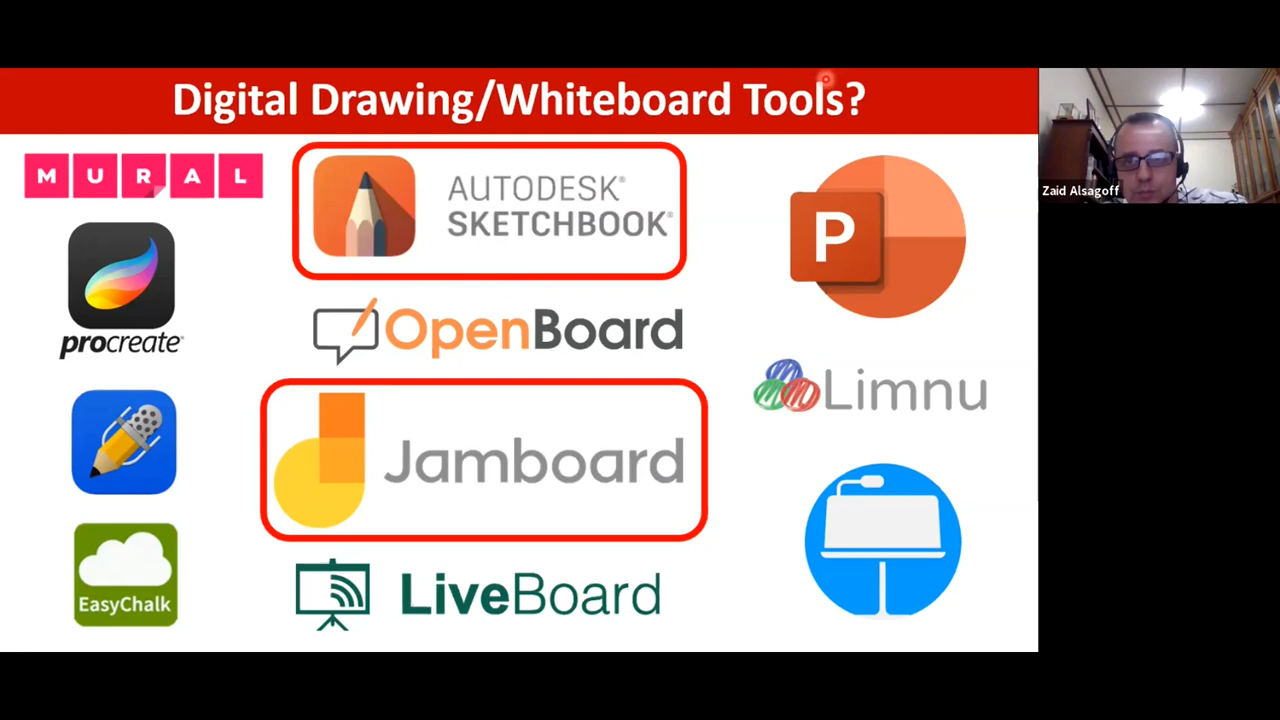 Digital Drawing/Whiteboard Tools?
MURAL
AUTODESK®
SKETCHBOOK®
P
Zaid Alsagoff
procreate®
OpenBoard
Limnu
Jamboard
EasyChalk
LiveBoard